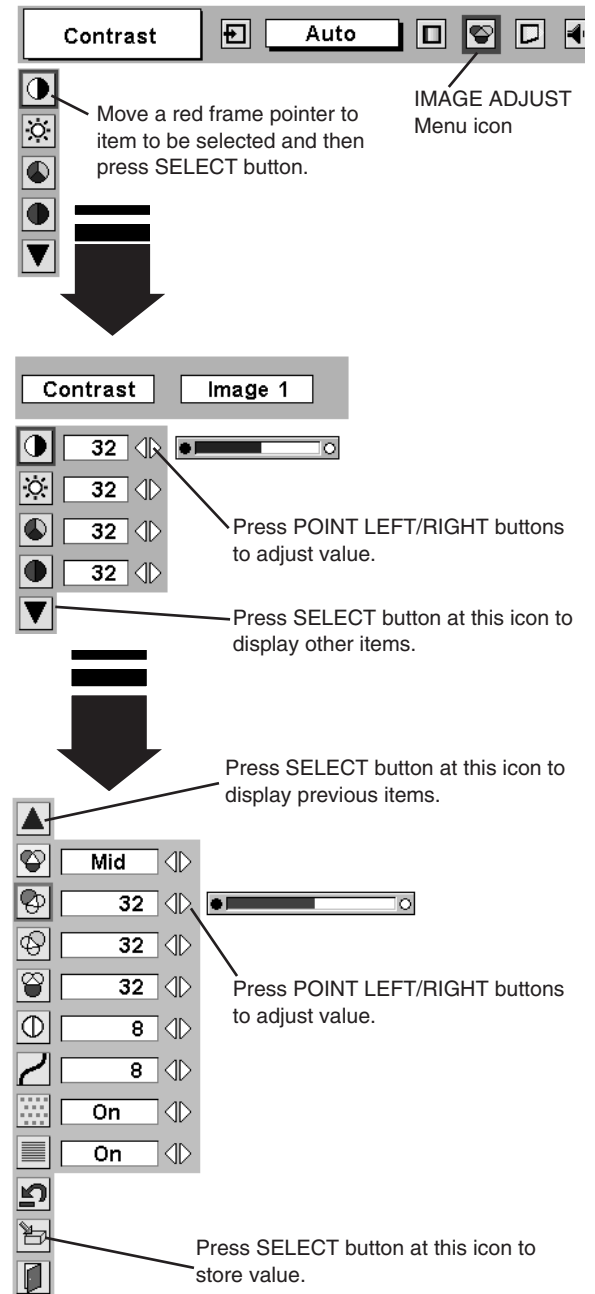 Contrast Auto
IMAGE ADJUST
Menu icon
Move a red frame pointer to
item to be selected and then
press SELECT button.
Contrast Image 1
32
32
32
32
Press POINT LEFT/RIGHT buttons
to adjust value.
Press SELECT button at this icon to
display other items.
Press SELECT button at this icon to
display previous items.
Mid
32
32
32
Press POINT LEFT/RIGHT buttons
to adjust value.
8
8
On
On
Press SELECT button at this icon to
store value.